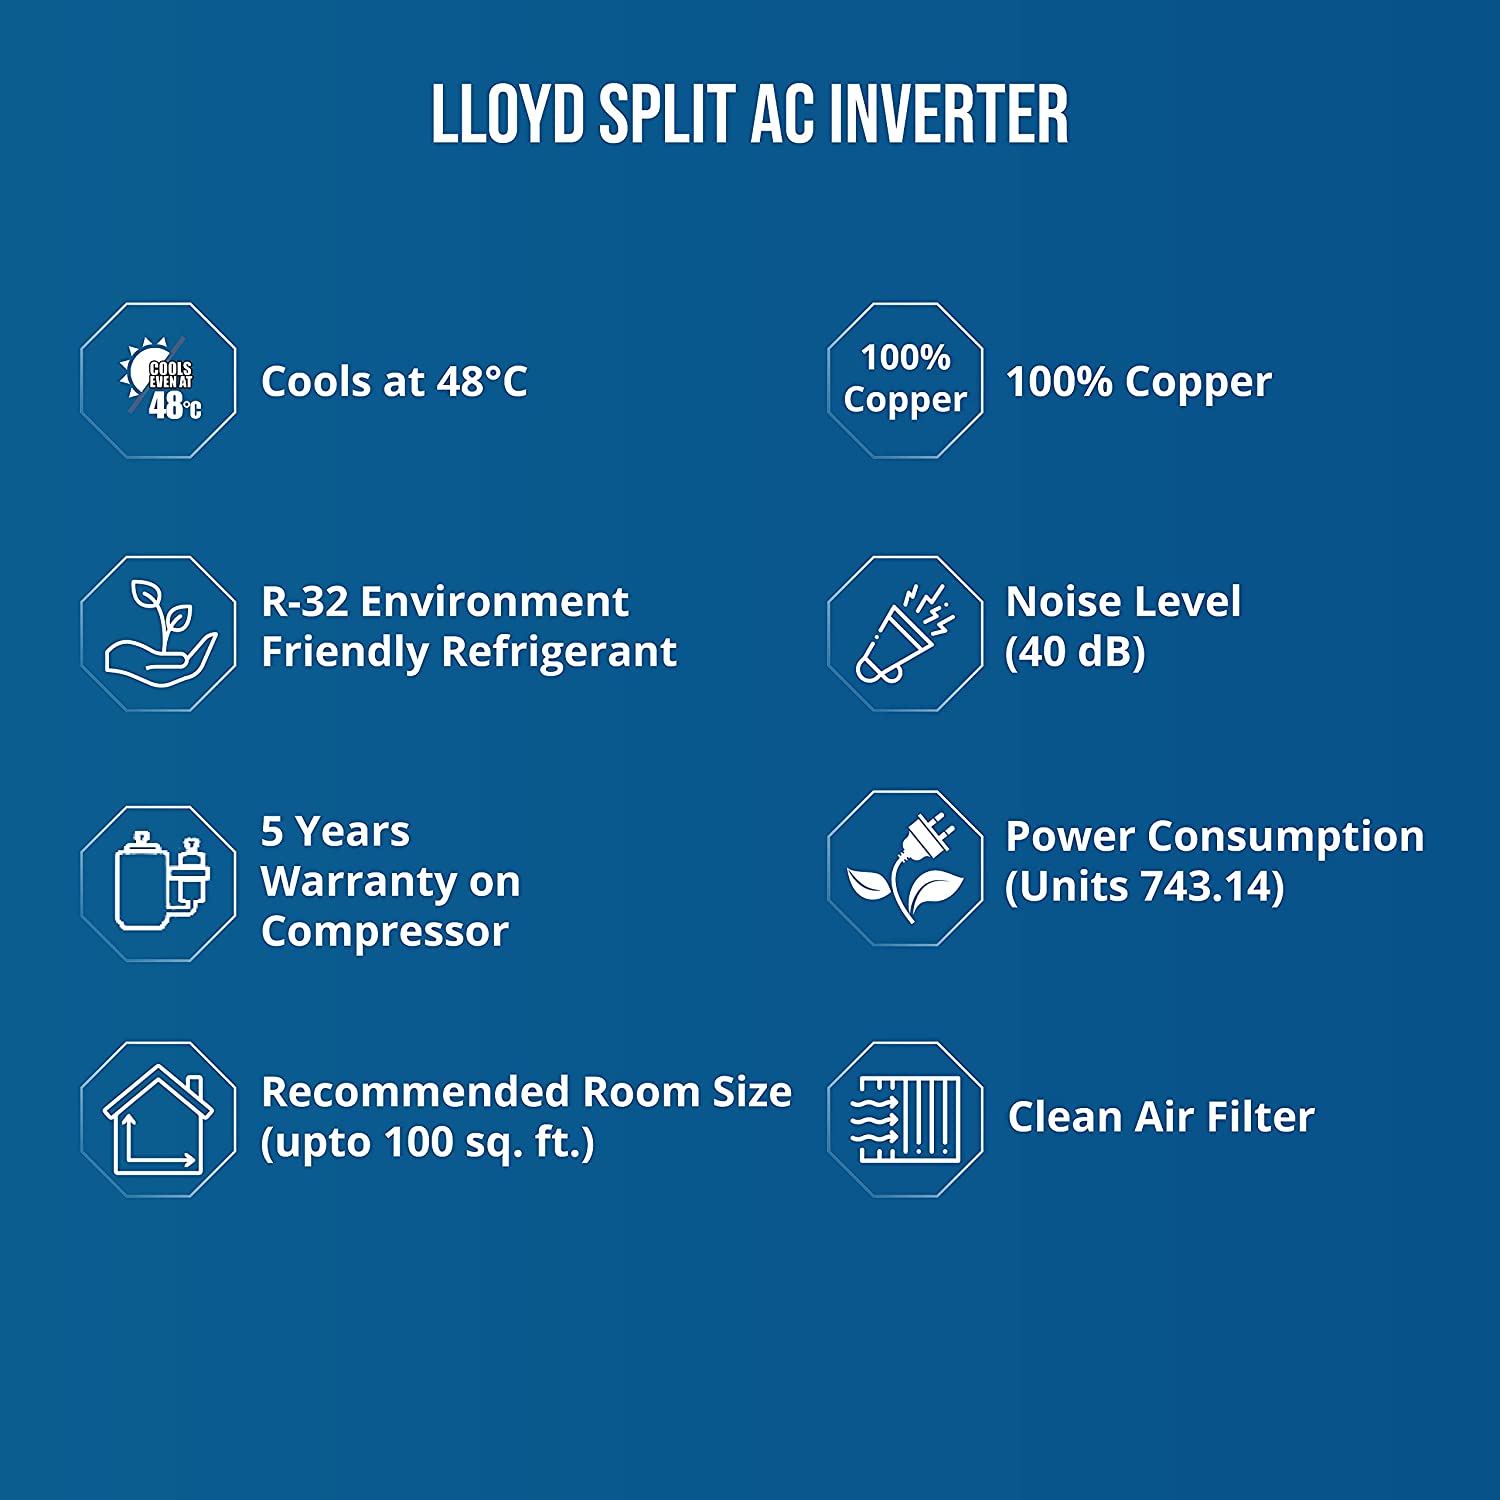 LLOYD SPLIT AC INVERTER
COOLS
EVEN AT
48°C
Cools at 48°C
100%
Copper
100% Copper
R-32 Environment
Friendly Refrigerant
Noise Level
(40 dB)
5 Years
Warranty on
Compressor
Power Consumption
(Units 743.14)
Recommended Room Size
(upto 100 sq. ft.)
Clean Air Filter